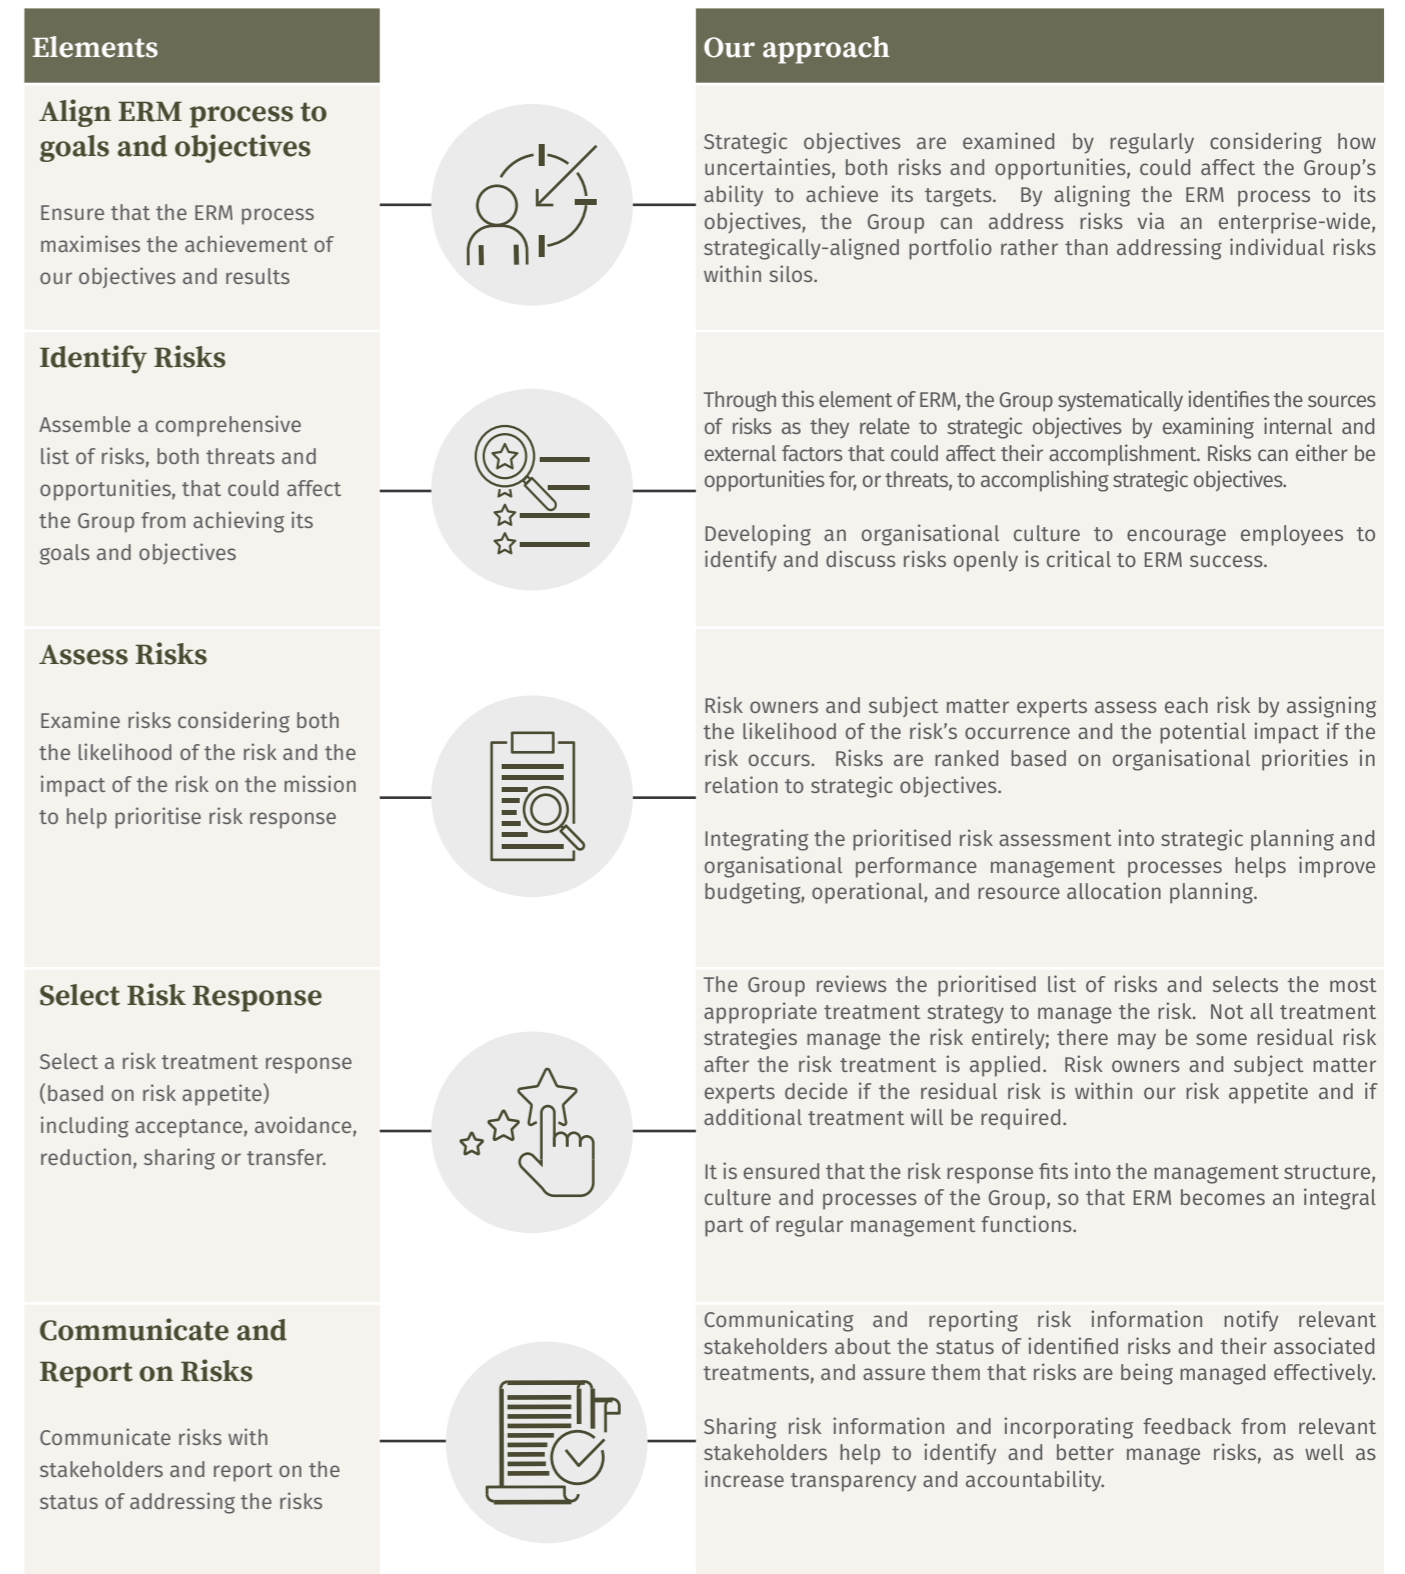 Elements
Our approach
Align ERM process to
goals and objectives
Ensure that the ERM process
maximises the achievement of
our objectives and results
Strategic objectives are examined by regularly considering how
uncertainties, both risks and opportunities, could affect the Group's
ability to achieve its targets. By aligning the ERM process to its
objectives, the Group can address risks via an enterprise-wide,
strategically-aligned portfolio rather than addressing individual risks
within silos.
Identify Risks
Assemble a comprehensive
list of risks, both threats and
opportunities, that could affect
the Group from achieving its
goals and objectives
Through this element of ERM, the Group systematically identifies the sources
of risks as they relate to strategic objectives by examining internal and
external factors that could affect their accomplishment. Risks can either be
opportunities for, or threats, to accomplishing strategic objectives.
Developing an organisational culture to encourage employees to
identify and discuss risks openly is critical to ERM success.
Assess Risks
Examine risks considering both
the likelihood of the risk and the
impact of the risk on the mission
to help prioritise risk response
Risk owners and subject matter experts assess each risk by assigning
the likelihood of the risk's occurrence and the potential impact if the
risk occurs. Risks are ranked based on organisational priorities in
relation to strategic objectives.
Integrating the prioritised risk assessment into strategic planning and
organisational performance management processes helps improve
budgeting, operational, and resource allocation planning.
Select Risk Response
Select a risk treatment response
(based on risk appetite)
including acceptance, avoidance,
reduction, sharing or transfer.
The Group reviews the prioritised list of risks and selects the most
appropriate treatment strategy to manage the risk. Not all treatment
strategies manage the risk entirely; there may be some residual risk
after the risk treatment is applied. Risk owners and subject matter
experts decide if the residual risk is within our risk appetite and if
additional treatment will be required.
It is ensured that the risk response fits into the management structure,
culture and processes of the Group, so that ERM becomes an integral
part of regular management functions.
Communicate and
Report on Risks
Communicate risks with
stakeholders and report on the
status of addressing the risks
Communicating and reporting risk information notify relevant
stakeholders about the status of identified risks and their associated
treatments, and assure them that risks are being managed effectively.
Sharing risk information and incorporating feedback from relevant
stakeholders help to identify and better manage risks, as well as
increase transparency and accountability.